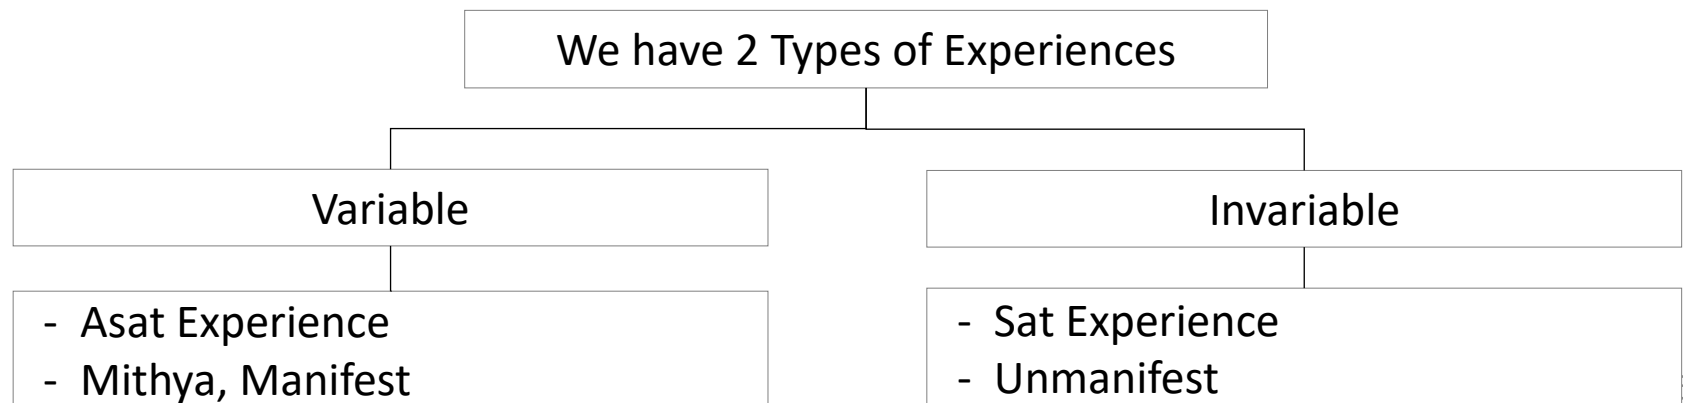 We have 2 Types of Experiences
Variable
Invariable
- Asat Experience
- Mithya, Manifest
- Sat Experience
- Unmanifest